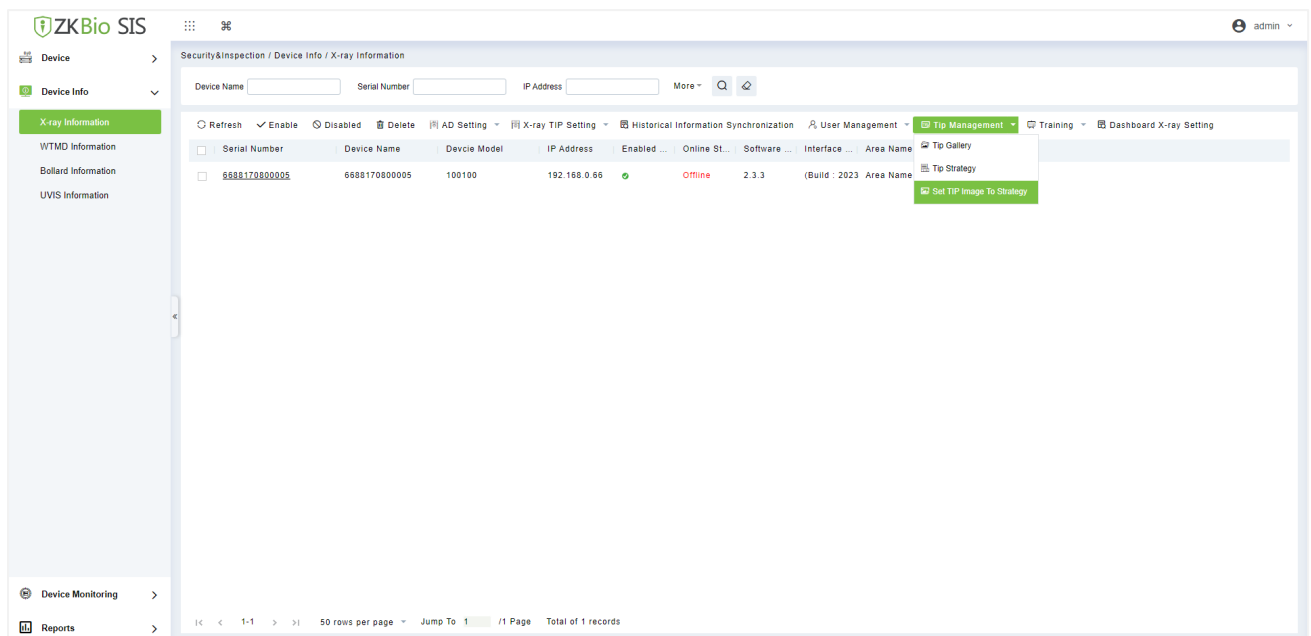 ZKBio SIS
admin
Device
Device Info
X-ray Information
WTMD Information
Bollard Information
UVIS Information
Device Monitoring
Reports
Security&Inspection / Device Info / X-ray Information
Device Name Serial Number IP Address More
Refresh Enable Disabled Delete AD Setting X-ray TIP Setting Historical Information Synchronization User Management Tip Management Training Dashboard X-ray Setting
Serial Number Device Name Devcie Model IP Address Enabled ... Online St... Software ... Interface ... Area Name
6688170800005 6688170800005 100100 192.168.0.66 Offline 2.3.3 (Build : 2023 Area Name
Tip Gallery
Tip Strategy
Set TIP Image To Strategy
1-1 50 rows per page Jump To 1 /1 Page Total of 1 records